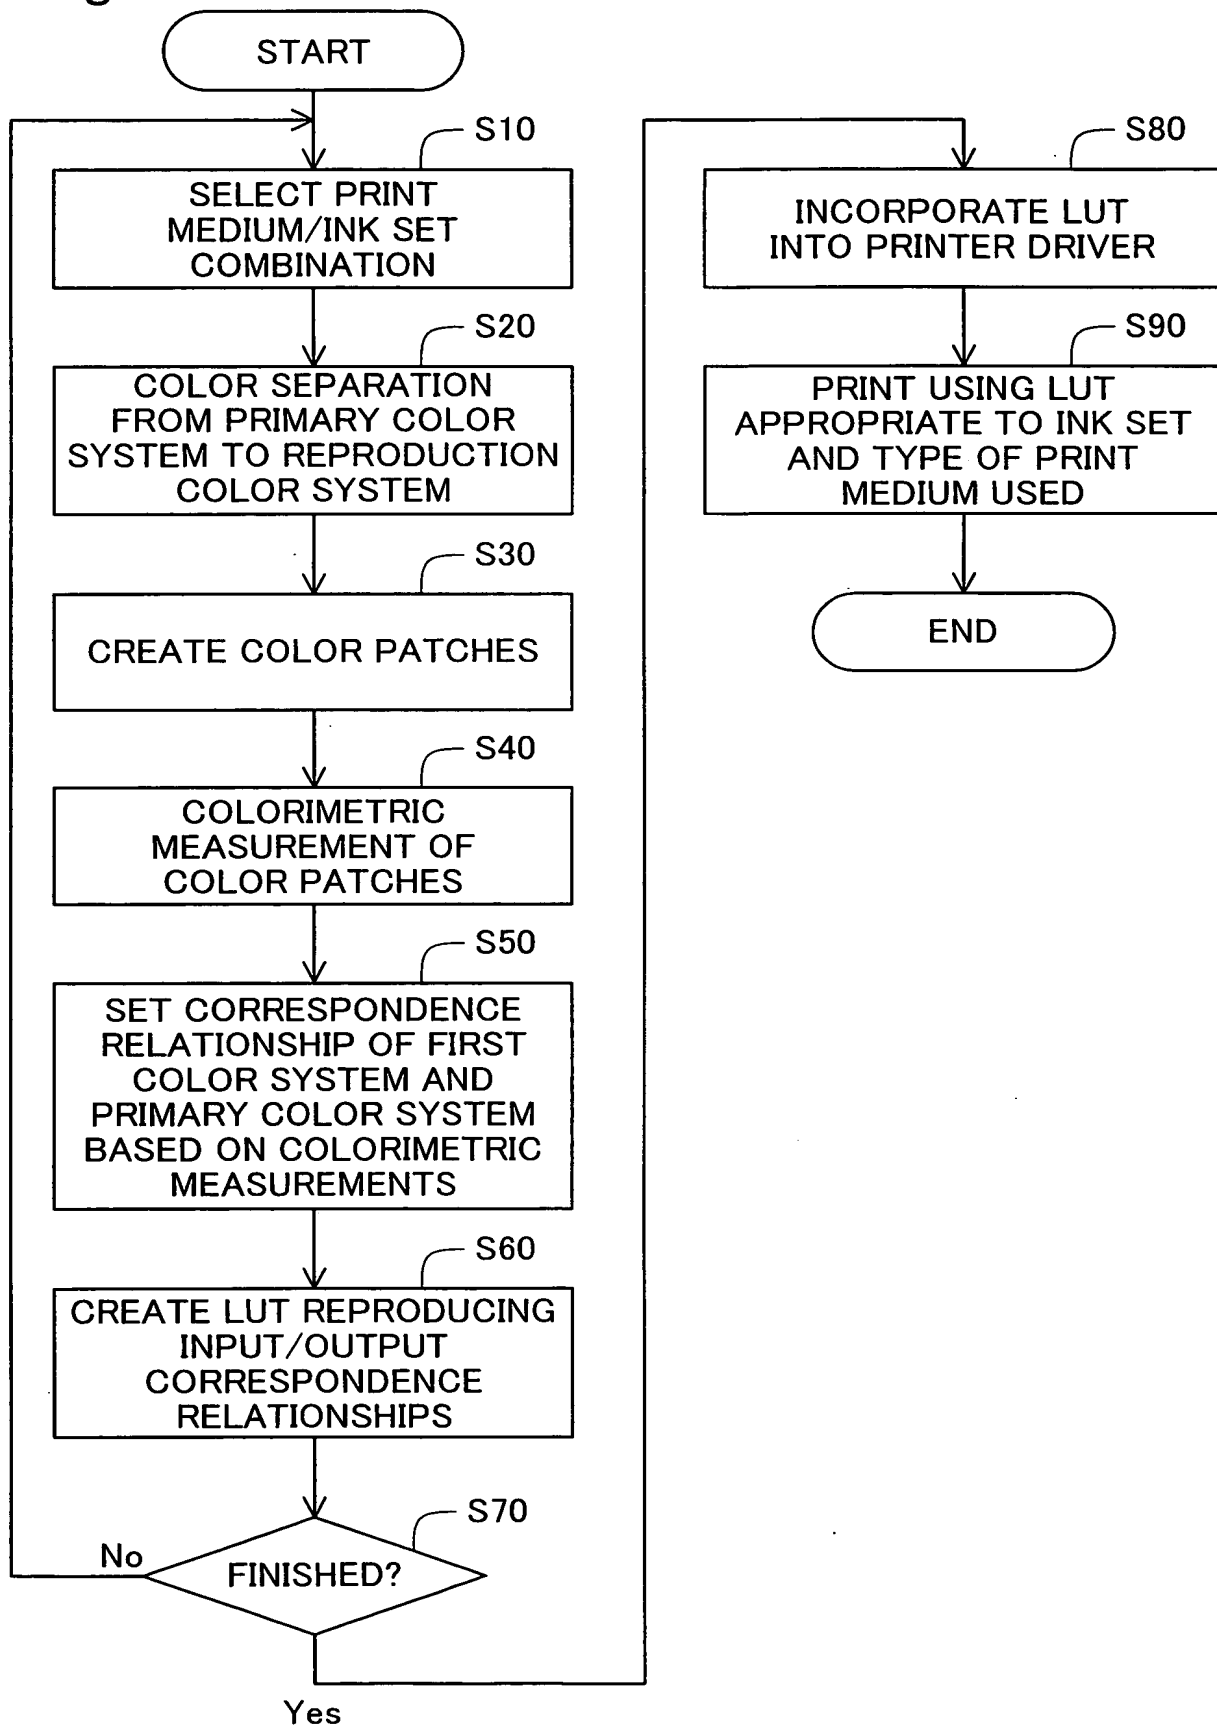 START
S10
SELECT PRINT
MEDIUM/INK SET
COMBINATION
S20
COLOR SEPARATION
FROM PRIMARY COLOR
SYSTEM TO REPRODUCTION
COLOR SYSTEM
S30
CREATE COLOR PATCHES
S40
COLORIMETRIC
MEASUREMENT OF
COLOR PATCHES
S50
SET CORRESPONDENCE
RELATIONSHIP OF FIRST
COLOR SYSTEM AND
PRIMARY COLOR SYSTEM
BASED ON COLORIMETRIC
MEASUREMENTS
S60
CREATE LUT REPRODUCING
INPUT/OUTPUT
CORRESPONDENCE
RELATIONSHIPS
S70
No
FINISHED?
Yes
S80
INCORPORATE LUT
INTO PRINTER DRIVER
S90
PRINT USING LUT
APPROPRIATE TO INK SET
AND TYPE OF PRINT
MEDIUM USED
END